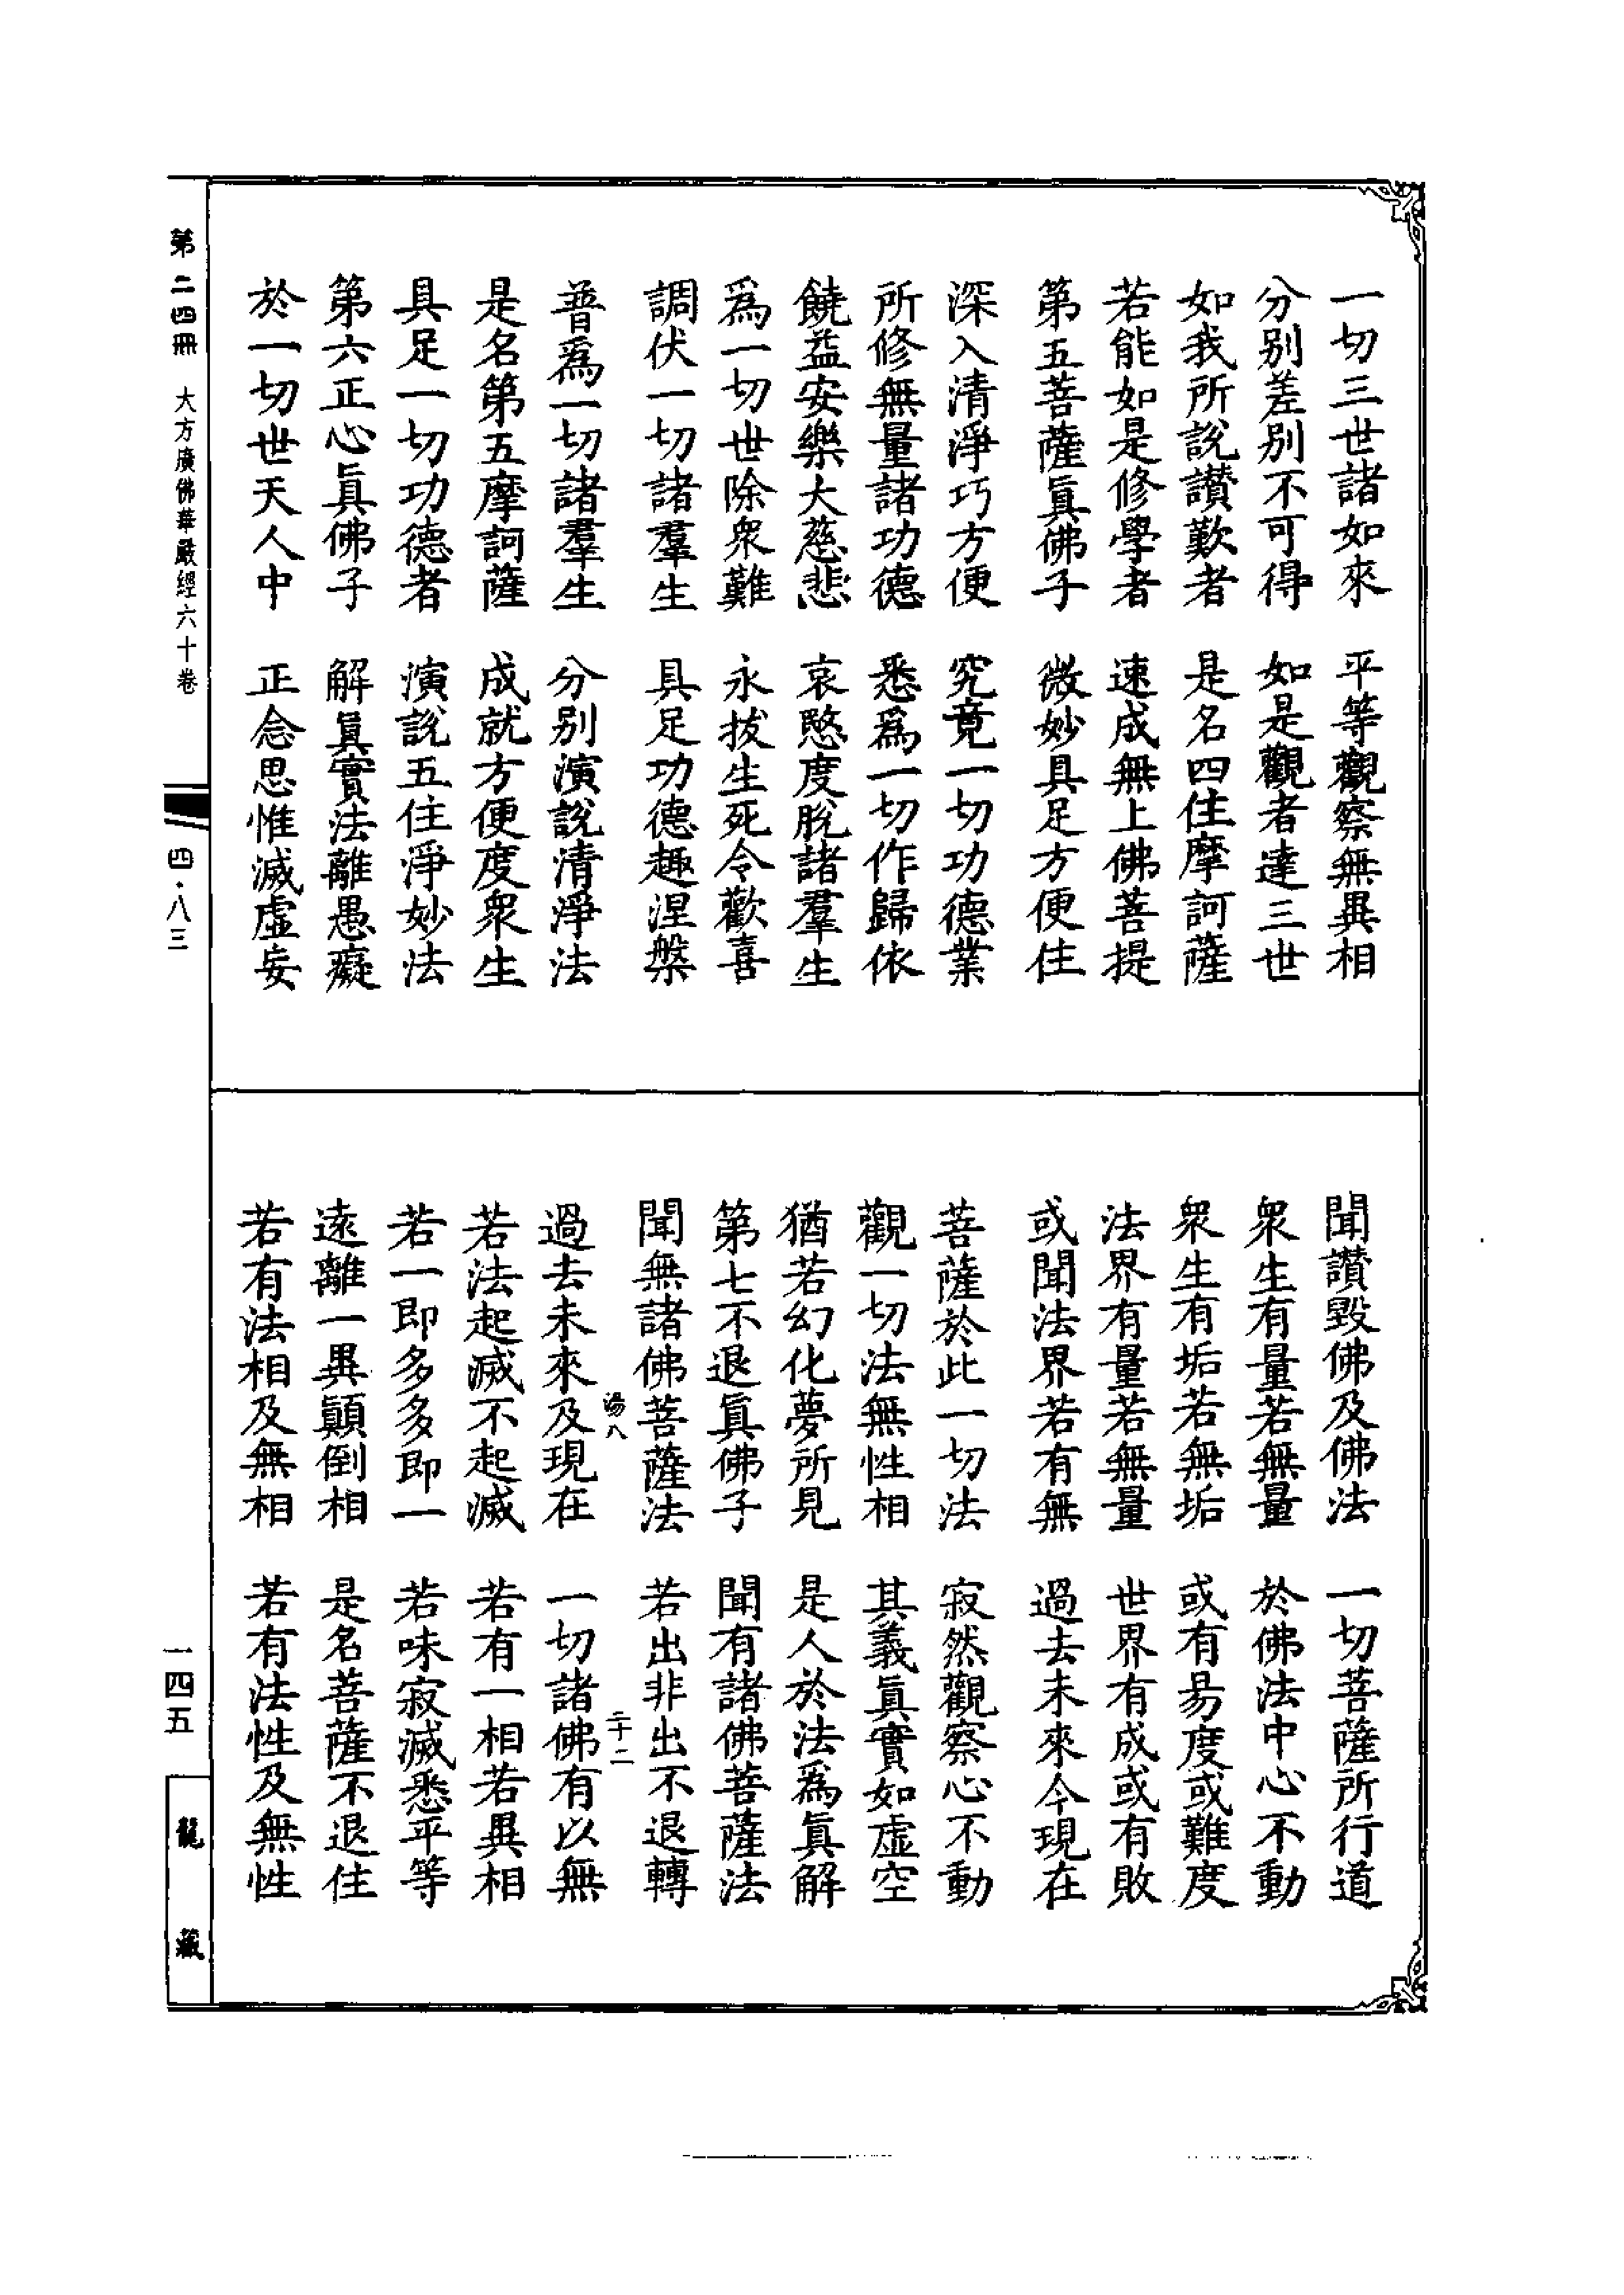 一切三世諸如來　平等觀察無異相
分别差别不可得　如是觀者達三世
如我所說讃歎者　是名四住摩訶薩
若能如是修學者　速成無上佛菩提
第五菩薩眞佛子　微妙具足方便住
深入清淨巧方便　究竟一切功德業
所修無量諸功德　悉爲一切作歸依
饒益安樂大慈悲　哀愍度脫諸羣生
爲一切世除衆難　永拔生死令歡喜
調伏一切諸羣生　具足功德趣涅槃
普爲一切諸羣生　分别演說清淨法
是名第五摩訶薩　成就方便度衆生
具足一切功德者　演說五住淨妙法
第六正心眞佛子　解眞實法離愚癡
於一切世天人中　正念思惟滅虛妄
聞讃毀佛及佛法　一切菩薩所行道
衆生有量若無量　於佛法中心不動
衆生有垢若無垢　或有易度或難度
法界有量若無量　世界有成或有敗
或聞法界若有無　過去未來今現在
菩薩於此一切法　寂然觀察心不動
觀一切法無性相　其義眞實如虛空
猶若幻化夢所見　是人於法爲眞解
第七不退眞佛子　聞有諸佛菩薩法
聞無諸佛菩薩法　若出非出不退轉
湯八　二十二
過去未來及現在　一切諸佛有以無
若法起滅不起滅　若有一相若異相
若一即多多即一　若味寂滅悉平等
遠離一異顚倒相　是名菩薩不退住
若有法相及無相　若有法性及無性
第二四冊　大方廣佛華嚴經六十卷　四・八三　一四五　龍藏